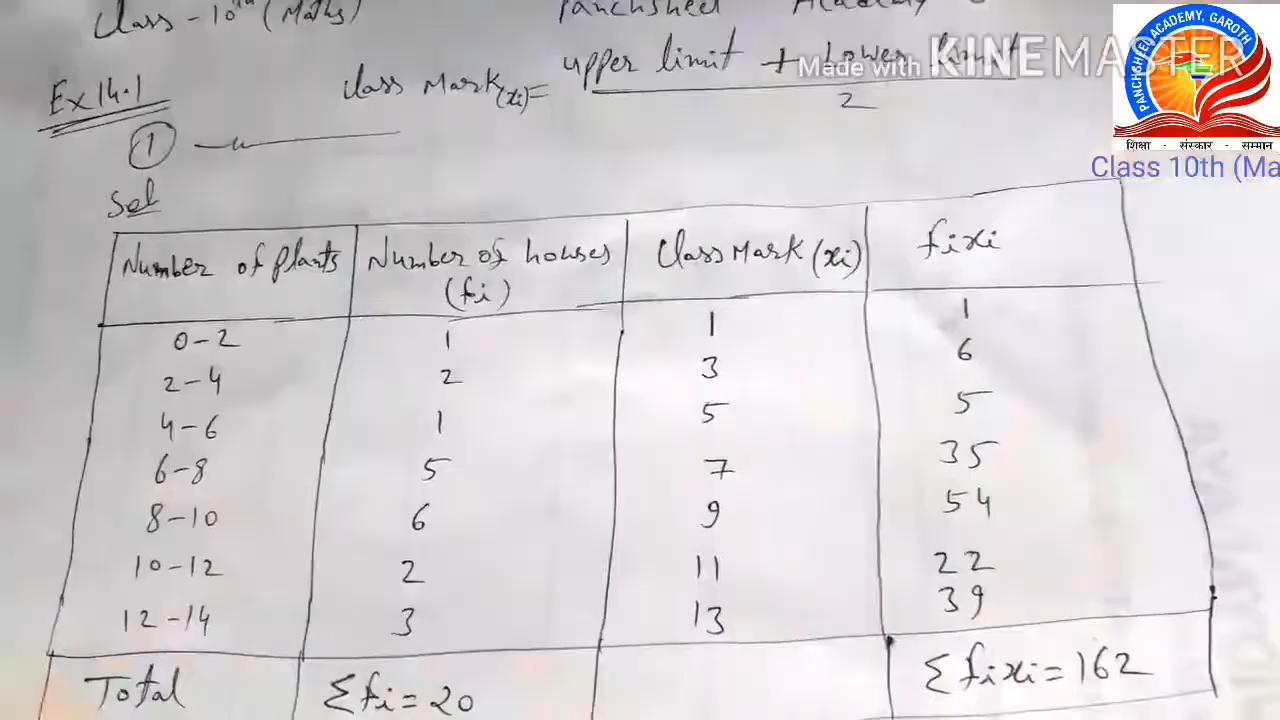 Class - 10th (Maths)
Panchsheel Academy
Ex 14.1
Class Mark (xi) = upper limit + Lower limit
2
Made with KINEMASTER
PANCHSHEEL ACADEMY, GAROTH
शिक्षा - संस्कार - सम्मान
Class 10th (Ma
①
Sol
Number of plants | Number of houses (fi) | Class Mark (xi) | fixi
0-2 | 1 | 1 | 1
2-4 | 2 | 3 | 6
4-6 | 1 | 5 | 5
6-8 | 5 | 7 | 35
8-10 | 6 | 9 | 54
10-12 | 2 | 11 | 22
12-14 | 3 | 13 | 39
Total | Σfi = 20 | | Σfixi = 162